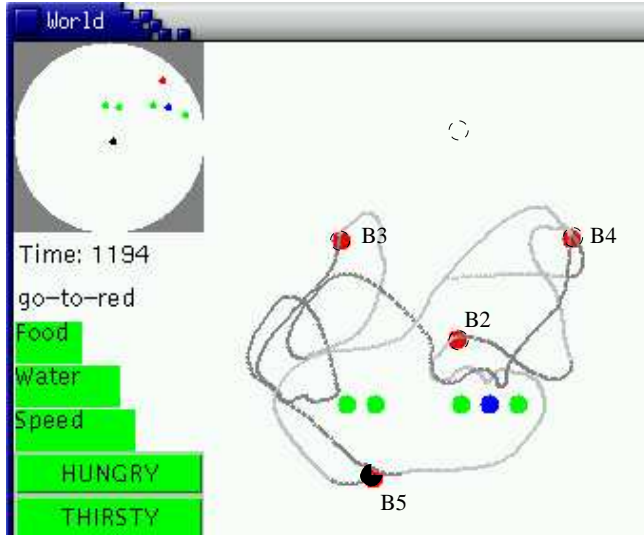 World
B3
B4
Time: 1194
go-to-red
B2
Food
Water
Speed
HUNGRY
B5
THIRSTY